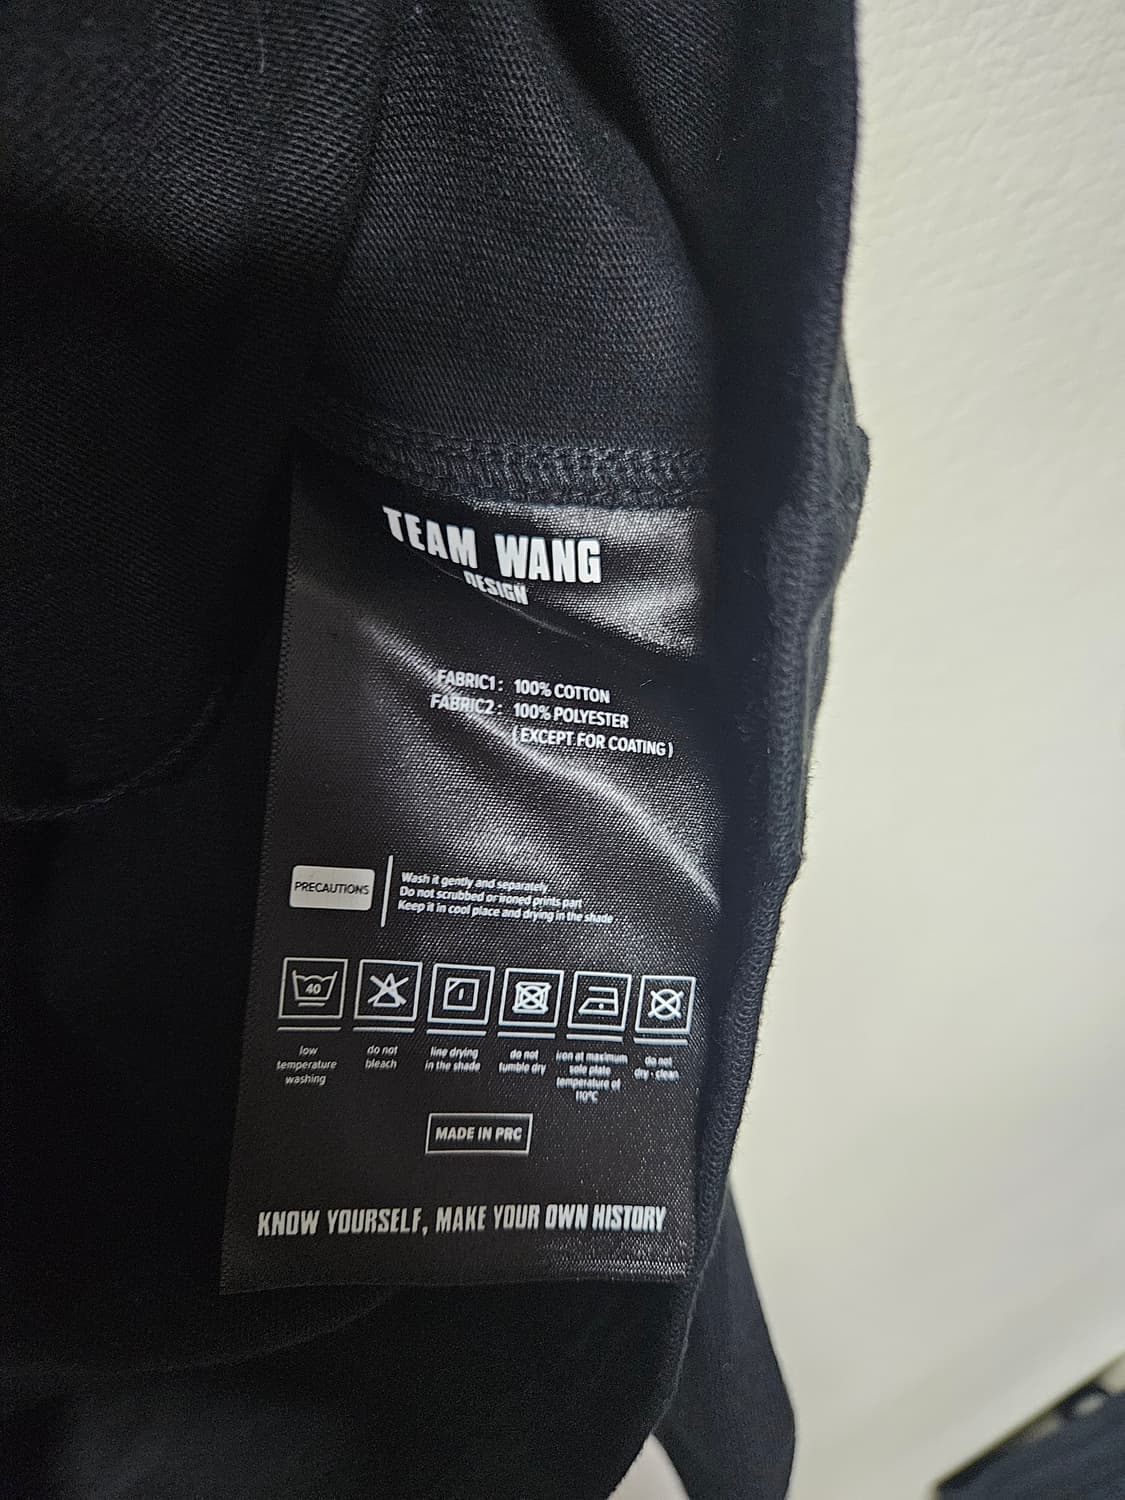 TEAM WANG
DESIGN
FABRIC1: 100% COTTON
FABRIC2: 100% POLYESTER
(EXCEPT FOR COATING)
PRECAUTIONS
Wash it gently and separately
Do not scrubbed or ironed prints part
Keep it in cool place and drying in the shade
40
low temperature washing
do not bleach
line drying in the shade
do not tumble dry
iron at maximum sole plate temperature of 110°C
do not dry-clean
MADE IN PRC
KNOW YOURSELF, MAKE YOUR OWN HISTORY